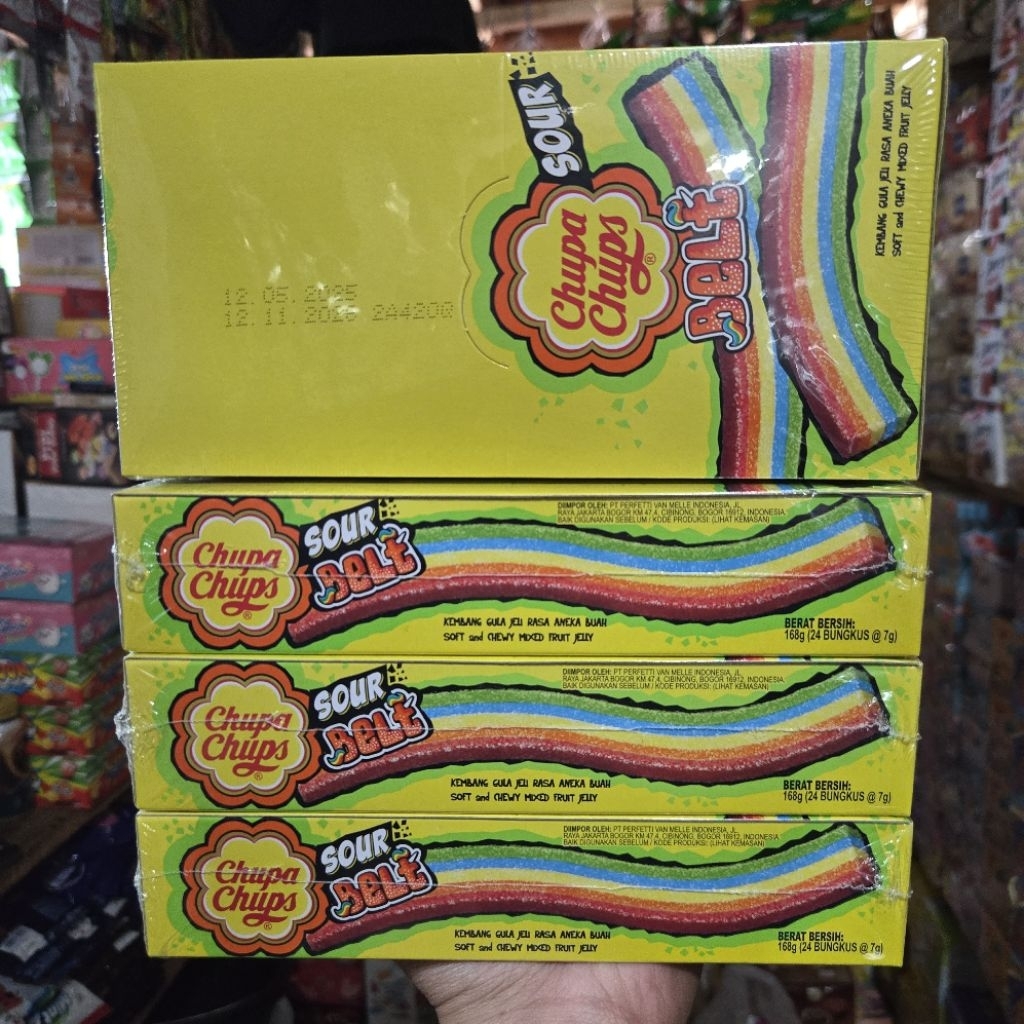 SOUR
Chupa
Chups
®
BELT
KEMBANG GULA JELI RASA ANEKA BUAH
SOFT and CHEWY MIXED FRUIT JELLY
12. 05. 2025
12. 11. 2026 2A4200
Chupa
Chups
®
SOUR
BELT
DIIMPOR OLEH: PT PERFETTI VAN MELLE INDONESIA, JL.
RAYA JAKARTA BOGOR KM 47.4, CIBINONG, BOGOR 16912, INDONESIA.
BAIK DIGUNAKAN SEBELUM / KODE PRODUKSI: (LIHAT KEMASAN)
KEMBANG GULA JELI RASA ANEKA BUAH
SOFT and CHEWY MIXED FRUIT JELLY
BERAT BERSIH:
168g (24 BUNGKUS @ 7g)
Chupa
Chups
®
SOUR
BELT
DIIMPOR OLEH: PT PERFETTI VAN MELLE INDONESIA, JL.
RAYA JAKARTA BOGOR KM 47.4, CIBINONG, BOGOR 16912, INDONESIA.
BAIK DIGUNAKAN SEBELUM / KODE PRODUKSI: (LIHAT KEMASAN)
KEMBANG GULA JELI RASA ANEKA BUAH
SOFT and CHEWY MIXED FRUIT JELLY
BERAT BERSIH:
168g (24 BUNGKUS @ 7g)
Chupa
Chups
®
SOUR
BELT
DIIMPOR OLEH: PT PERFETTI VAN MELLE INDONESIA, JL.
RAYA JAKARTA BOGOR KM 47.4, CIBINONG, BOGOR 16912, INDONESIA.
BAIK DIGUNAKAN SEBELUM / KODE PRODUKSI: (LIHAT KEMASAN)
KEMBANG GULA JELI RASA ANEKA BUAH
SOFT and CHEWY MIXED FRUIT JELLY
BERAT BERSIH:
168g (24 BUNGKUS @ 7g)